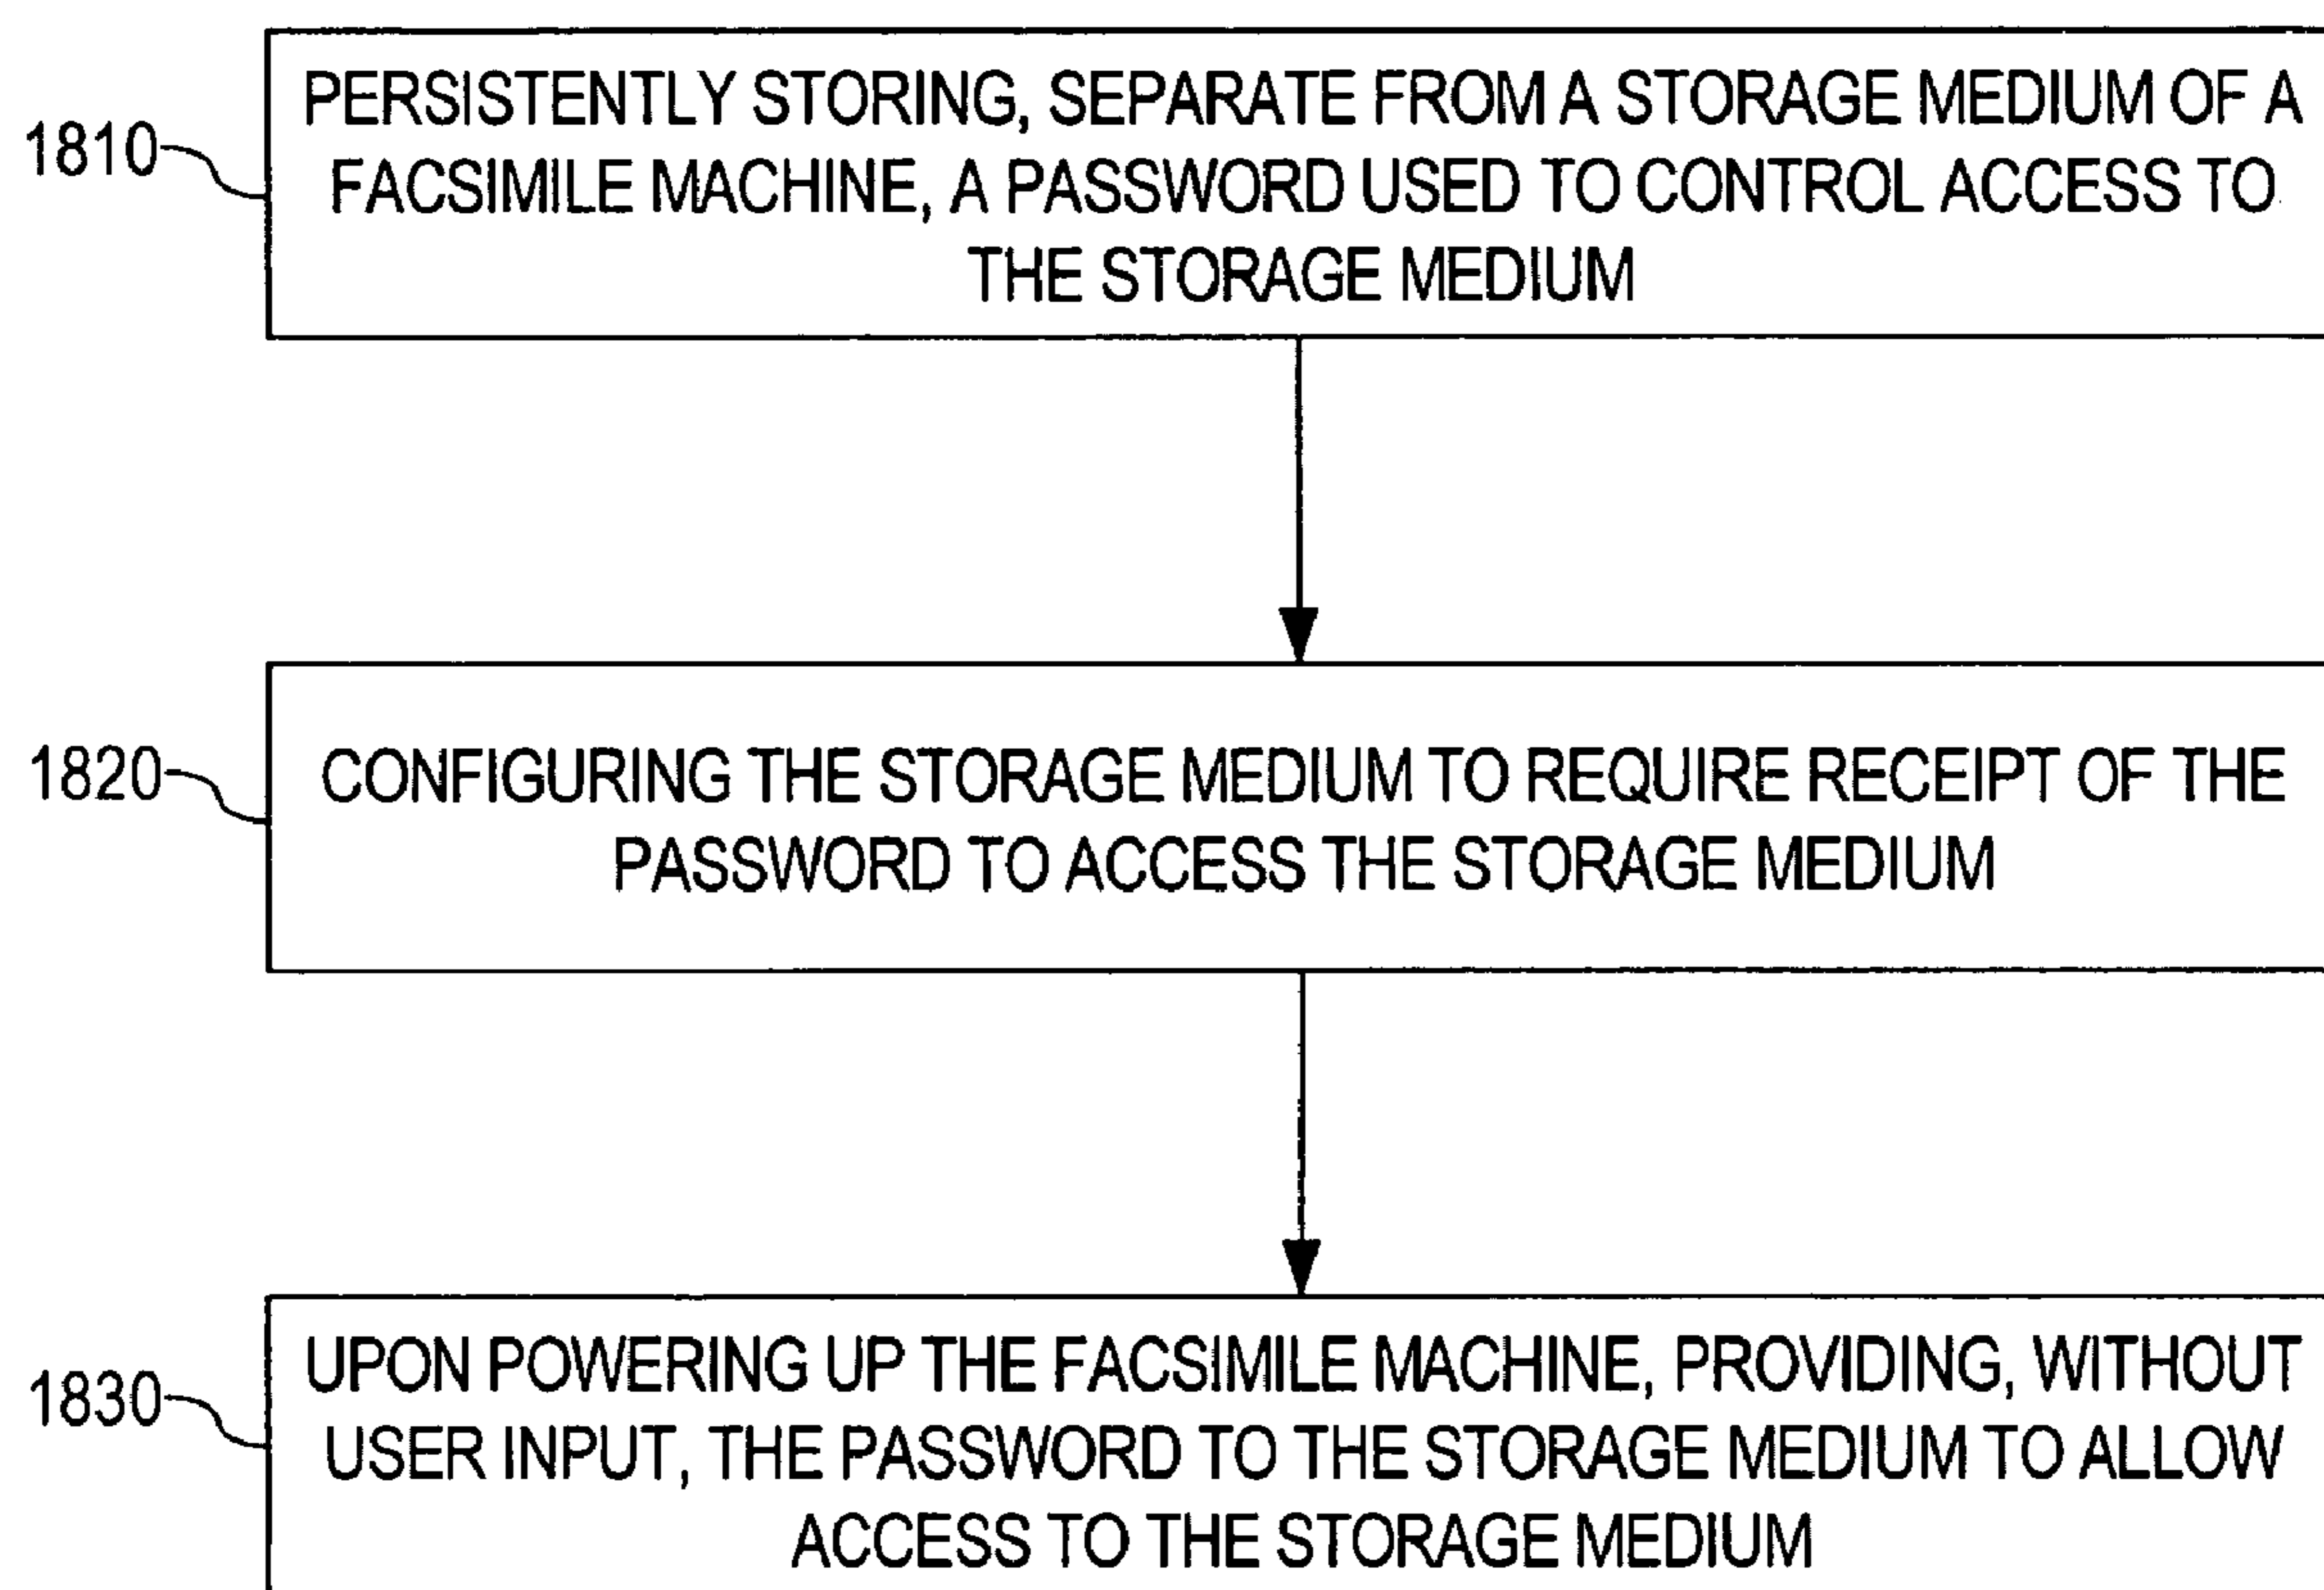 1810
PERSISTENTLY STORING, SEPARATE FROM A STORAGE MEDIUM OF A
FACSIMILE MACHINE, A PASSWORD USED TO CONTROL ACCESS TO
THE STORAGE MEDIUM
1820
CONFIGURING THE STORAGE MEDIUM TO REQUIRE RECEIPT OF THE
PASSWORD TO ACCESS THE STORAGE MEDIUM
1830
UPON POWERING UP THE FACSIMILE MACHINE, PROVIDING, WITHOUT
USER INPUT, THE PASSWORD TO THE STORAGE MEDIUM TO ALLOW
ACCESS TO THE STORAGE MEDIUM